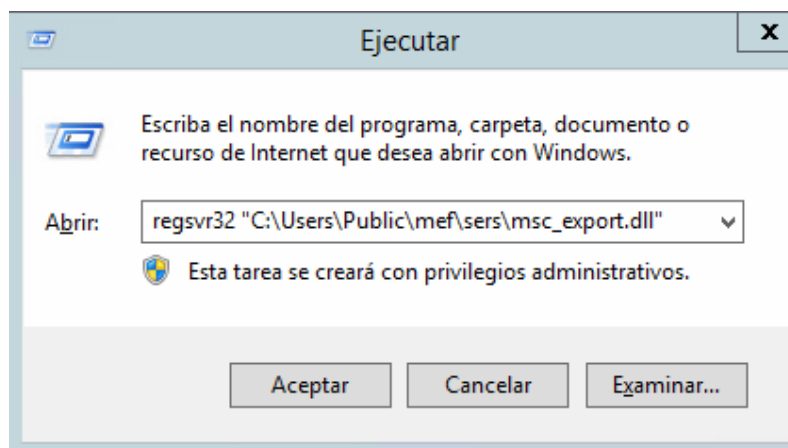 Ejecutar
x
Escriba el nombre del programa, carpeta, documento o
recurso de Internet que desea abrir con Windows.
Abrir:
regsvr32 "C:\Users\Public\mef\sers\msc_export.dll"
Esta tarea se creará con privilegios administrativos.
Aceptar
Cancelar
Examinar...